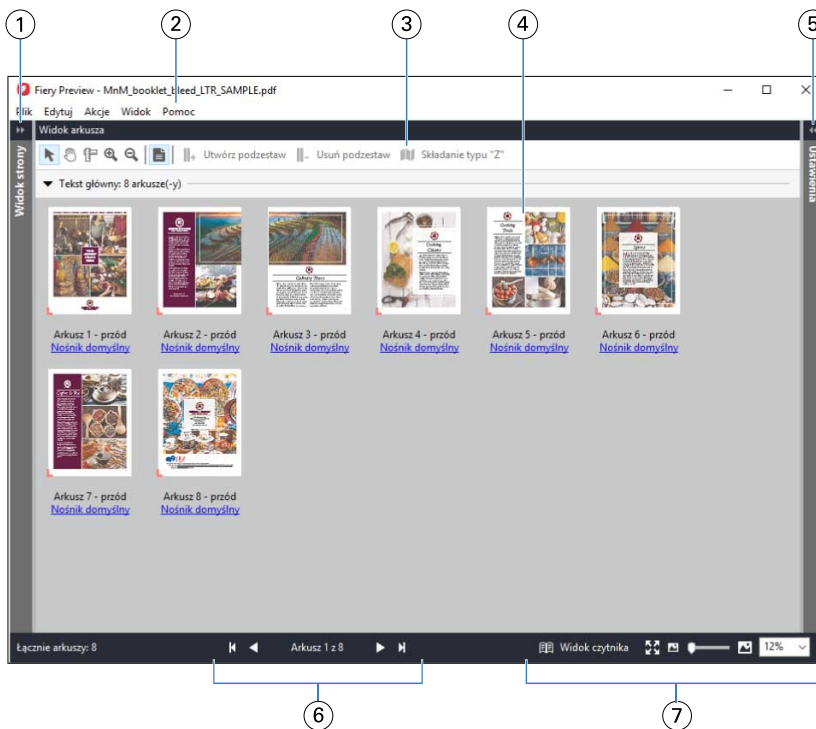 1
2
3
4
5
Fiery Preview - MnM_booklet_bleed_LTR_SAMPLE.pdf
Plik Edytuj Akcje Widok Pomoc
Widok arkusza
Widok strony
Ustawienia
Utwórz podzestaw Usuń podzestaw Składanie typu "Z"
Tekst główny: 8 arkusze(-y)
Arkusz 1 - przód Arkusz 2 - przód Arkusz 3 - przód Arkusz 4 - przód Arkusz 5 - przód Arkusz 6 - przód
Nośnik domyślny Nośnik domyślny Nośnik domyślny Nośnik domyślny Nośnik domyślny Nośnik domyślny
Arkusz 7 - przód Arkusz 8 - przód
Nośnik domyślny Nośnik domyślny
Łącznie arkuszy: 8 Arkusz 1 z 8 Widok czytnika 12%
6
7